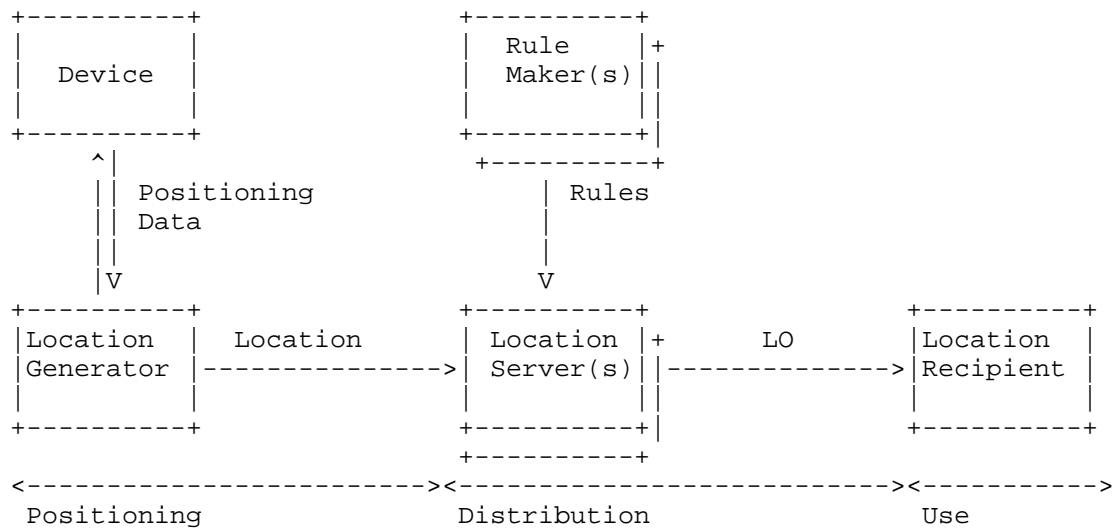 Device
Rule
Maker(s)
Positioning
Data
Rules
Location
Generator
Location
Location
Server(s)
LO
Location
Recipient
Positioning
Distribution
Use